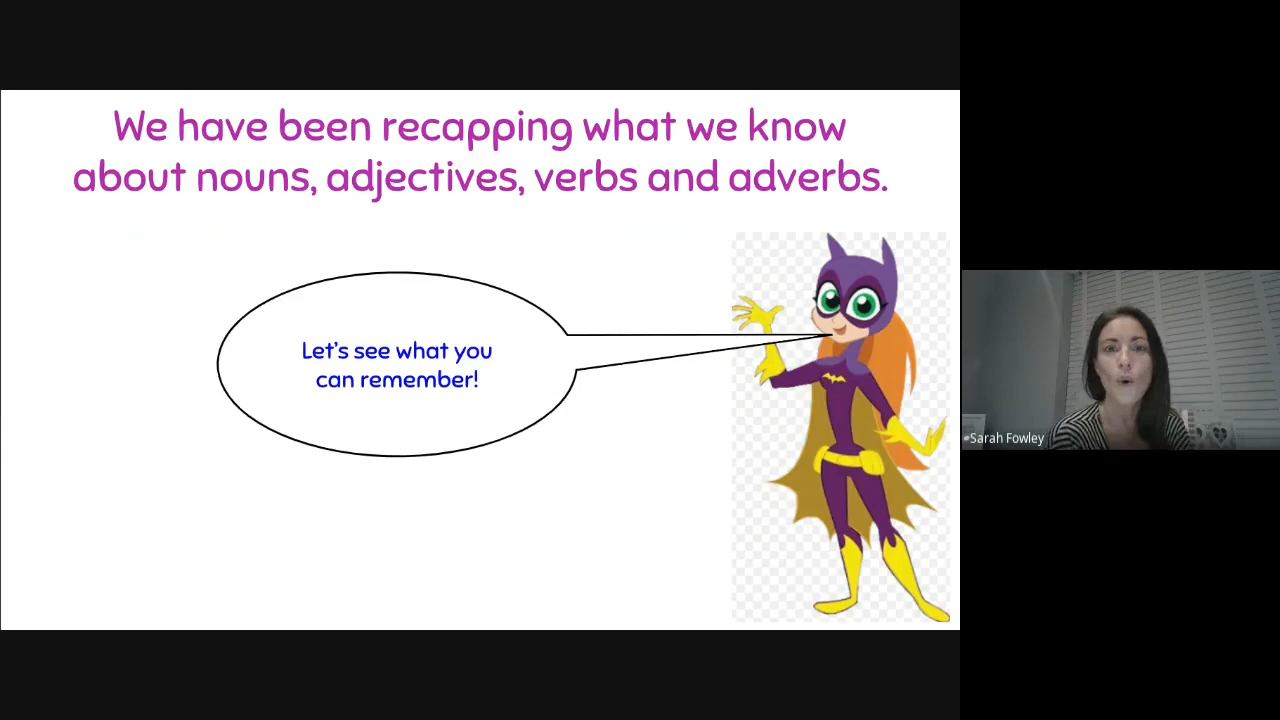 We have been recapping what we know
about nouns, adjectives, verbs and adverbs.
Let's see what you
can remember!
Sarah Fowley